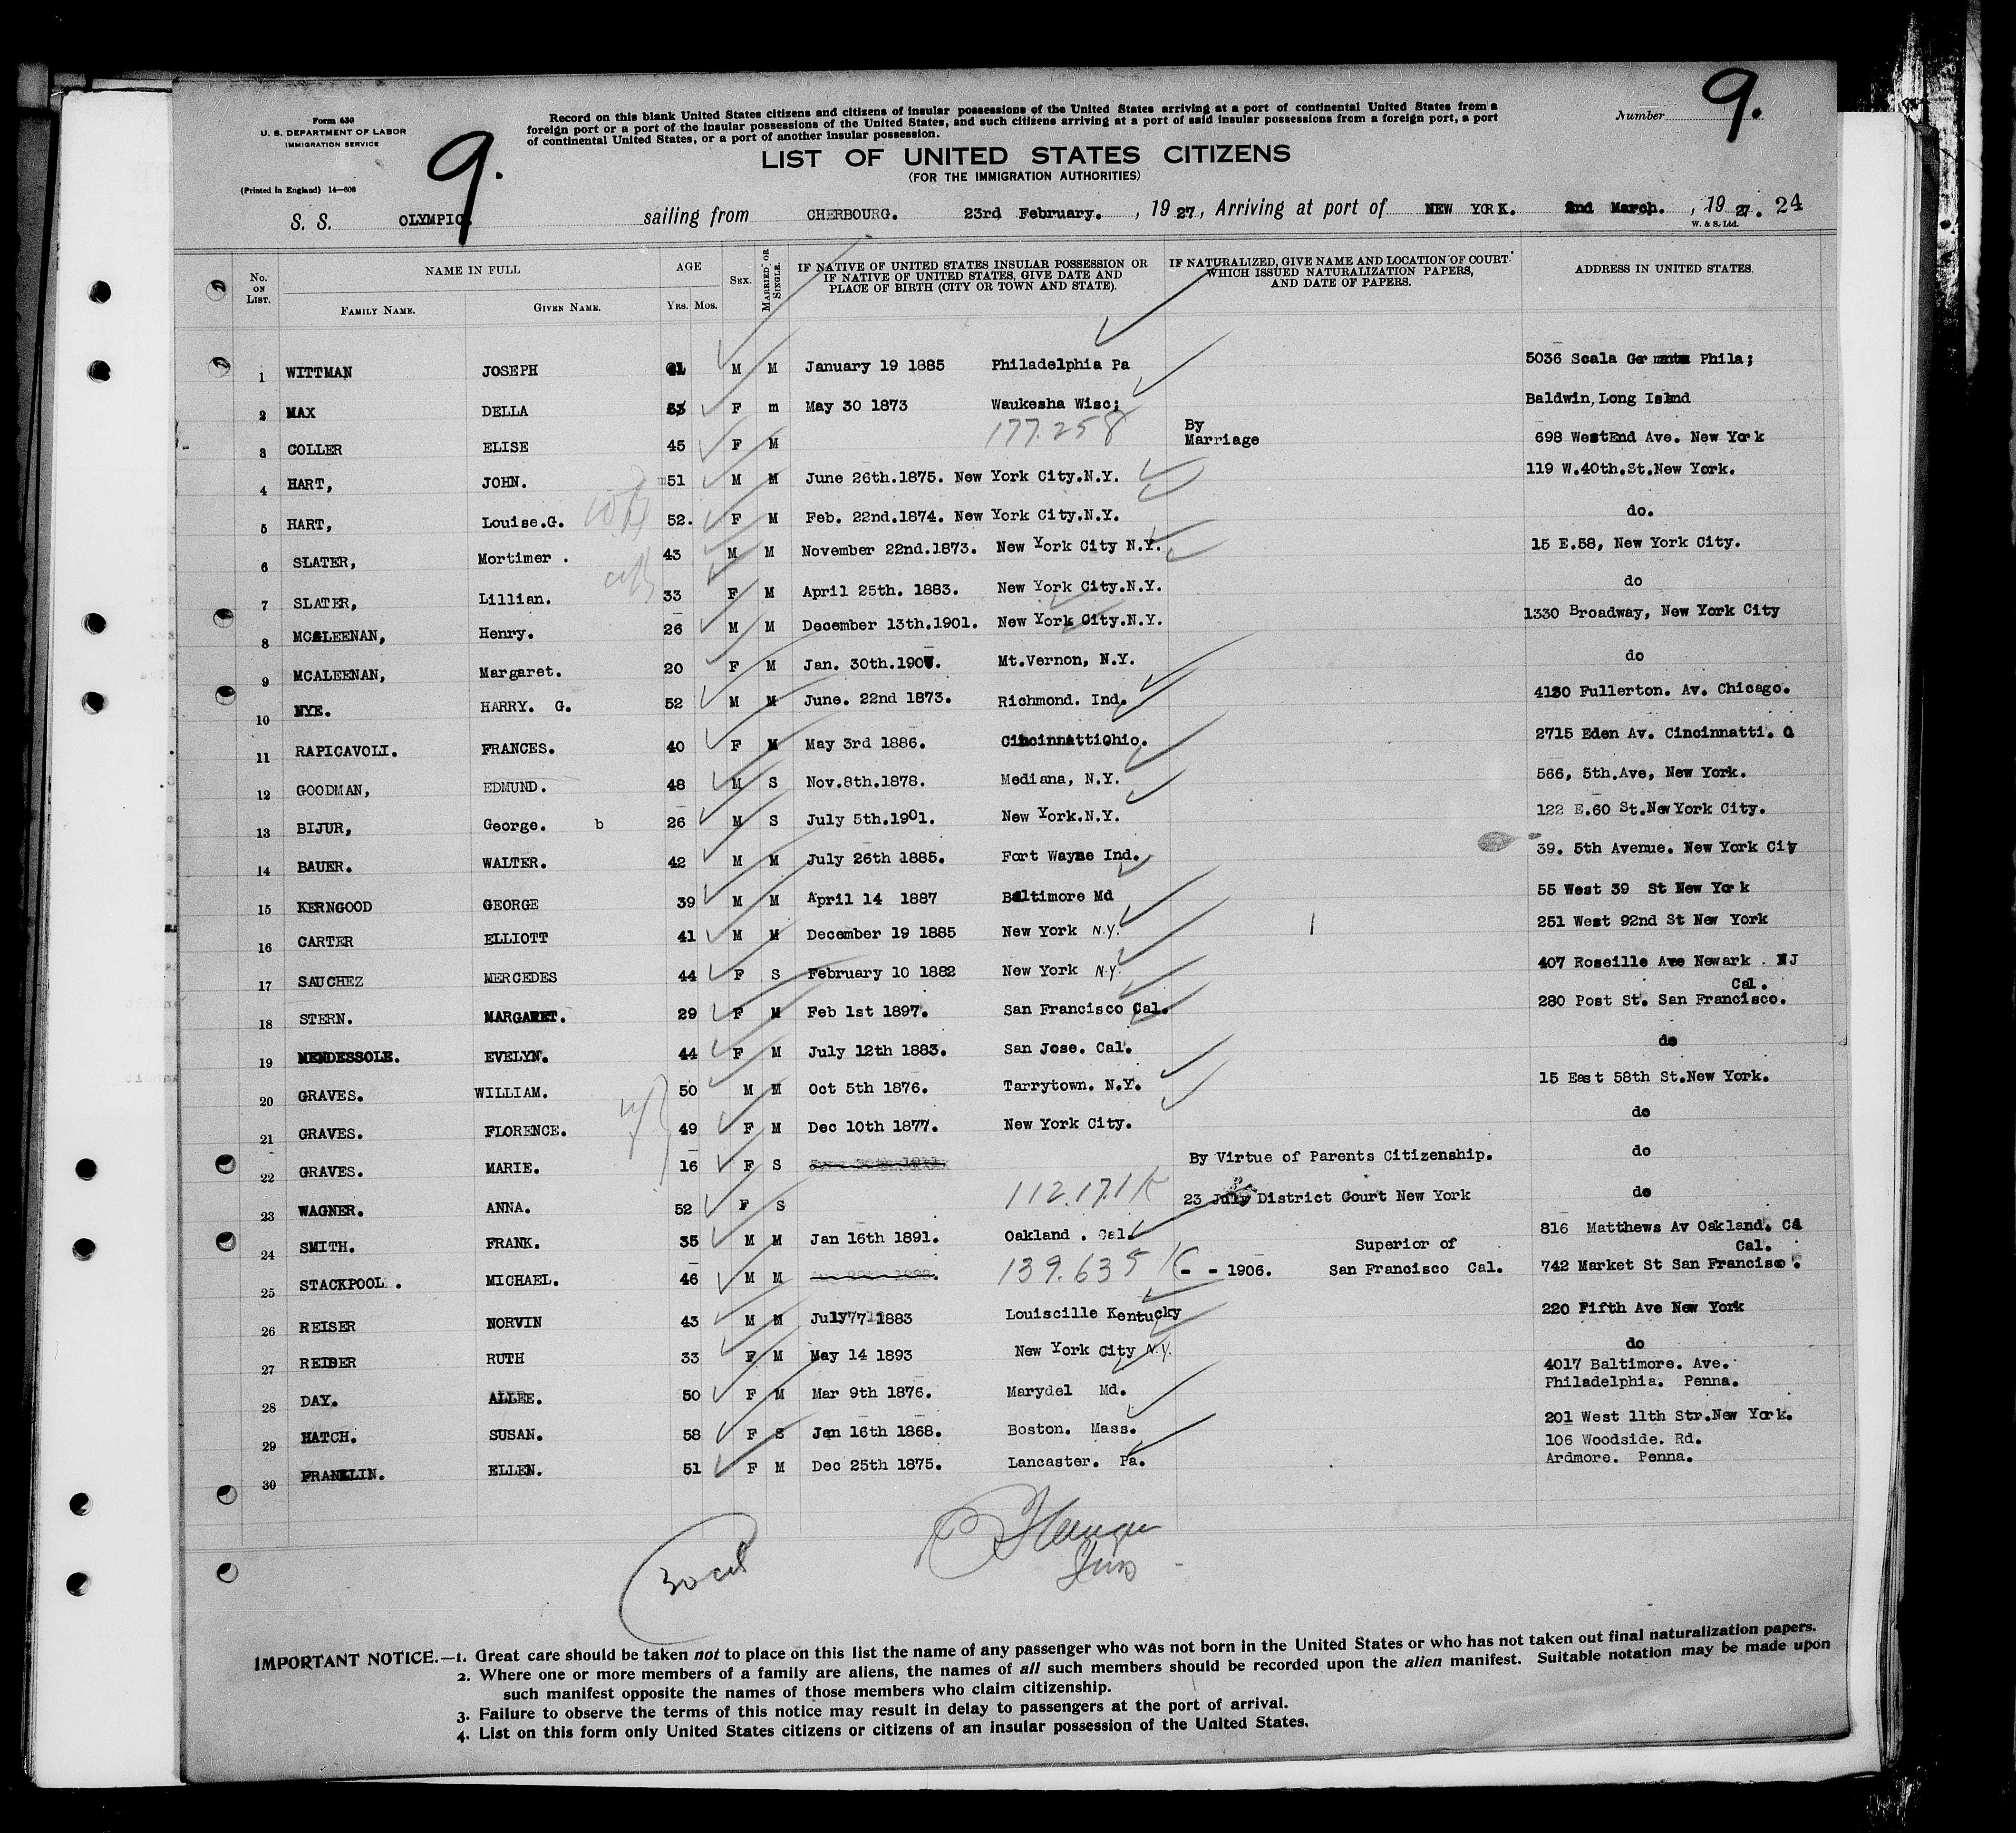 9.
Form 630
U. S. DEPARTMENT OF LABOR
IMMIGRATION SERVICE
(Printed in England) 14—608
9.
Record on this blank United States citizens and citizens of insular possessions of the United States arriving at a port of continental United States from a
foreign port or a port of the insular possessions of the United States, and such citizens arriving at a port of said insular possessions from a foreign port, a port
of continental United States, or a port of another insular possession.
Number
LIST OF UNITED STATES CITIZENS
(FOR THE IMMIGRATION AUTHORITIES)
S. S. OLYMPIC. sailing from CHERBOURG. 23rd February. , 1927, Arriving at port of NEW YORK. 2nd March. , 1927. 24
W. & S. Ltd.
No. ON LIST. NAME IN FULL FAMILY NAME. GIVEN NAME. AGE YRS. MOS. SEX. MARRIED OR SINGLE. IF NATIVE OF UNITED STATES INSULAR POSSESSION OR IF NATIVE OF UNITED STATES, GIVE DATE AND PLACE OF BIRTH (CITY OR TOWN AND STATE). IF NATURALIZED, GIVE NAME AND LOCATION OF COURT WHICH ISSUED NATURALIZATION PAPERS, AND DATE OF PAPERS. ADDRESS IN UNITED STATES.
1 WITTMAN JOSEPH 41 M M January 19 1885 Philadelphia Pa 5036 Scala Phila;
2 MAX DELLA 53 F m May 30 1873 Waukesha Wisc; Baldwin, Long Island
3 COLLER ELISE 45 F M 177.258 By Marriage 698 WestEnd Ave. New York
4 HART, JOHN. 51 M M June 26th.1875. New York City.N.Y. 119 W.40th.St.New York.
5 HART, Louise.G. 52. F M Feb. 22nd.1874. New York City.N.Y. do.
6 SLATER, Mortimer . 43 M M November 22nd.1873. New York City N.Y. 15 E.58, New York City.
7 SLATER, Lillian. 33 F M April 25th. 1883. New York City.N.Y. do
8 MCALEENAN, Henry. 26 M M December 13th.1901. New York City.N.Y. 1330 Broadway, New York City
9 MCALEENAN, Margaret. 20 F M Jan. 30th. Mt.Vernon, N.Y. do
10 NYE. HARRY. G. 52 M M June. 22nd 1873. Richmond. Ind. 4130 Fullerton. Av. Chicago.
11 RAPICAVOLI. FRANCES. 40 F M May 3rd 1886. CincinnattiOhio. 2715 Eden Av. Cincinnatti. O
12 GOODMAN, EDMUND. 48 M S Nov.8th.1878. Mediana, N.Y. 566, 5th.Ave, New York.
13 BIJUR, George. b 26 M S July 5th.1901. New York.N.Y. 122 E.60 St.New York City.
14 BAUER. WALTER. 42 M M July 26th 1885. Fort Wayne Ind. 39. 5th Avenue. New York City
15 KERNGOOD GEORGE 39 M M April 14 1887 Baltimore Md 55 West 39 St New York
16 CARTER ELLIOTT 41 M M December 19 1885 New York N.Y. 251 West 92nd St New York
17 SAUCHEZ MERCEDES 44 F S February 10 1882 New York N.Y. 407 Roseille Ave Newark . NJ
18 STERN. MARGARET. 29 F M Feb 1st 1897. San Francisco Cal. 280 Post St. San Francisco. Cal.
19 MENDESSOLE. EVELYN. 44 F M July 12th 1883. San Jose. Cal. do
20 GRAVES. WILLIAM. 50 M M Oct 5th 1876. Tarrytown. N.Y. 15 East 58th St.New York.
21 GRAVES. FLORENCE. 49 F M Dec 10th 1877. New York City. do
22 GRAVES. MARIE. 16 F S By Virtue of Parents Citizenship. do
23 WAGNER. ANNA. 52 F S 112.171 23 July District Court New York do
24 SMITH. FRANK. 35 M M Jan 16th 1891. Oakland . Cal. 816 Matthews Av Oakland. Ca
25 STACKPOOL . MICHAEL. 46 M M 139.635 - - 1906. Superior of San Francisco Cal. 742 Market St San Francisco. Cal.
26 REISER NORVIN 43 M M July 1883 Louiscille Kentucky 220 Fifth Ave New York
27 REISER RUTH 33 F M May 14 1893 New York City N.Y. do
28 DAY. ALLEE. 50 F M Mar 9th 1876. Marydel Md. 4017 Baltimore. Ave. Philadelphia. Penna.
29 HATCH. SUSAN. 58 F S Jan 16th 1868. Boston. Mass. 201 West 11th Str.New York.
30 FRANKLIN. ELLEN. 51 F M Dec 25th 1875. Lancaster. Pa. 106 Woodside. Rd. Ardmore. Penna.
IMPORTANT NOTICE.—1. Great care should be taken not to place on this list the name of any passenger who was not born in the United States or who has not taken out final naturalization papers.
2. Where one or more members of a family are aliens, the names of all such members should be recorded upon the alien manifest. Suitable notation may be made upon
such manifest opposite the names of those members who claim citizenship.
3. Failure to observe the terms of this notice may result in delay to passengers at the port of arrival.
4. List on this form only United States citizens or citizens of an insular possession of the United States.